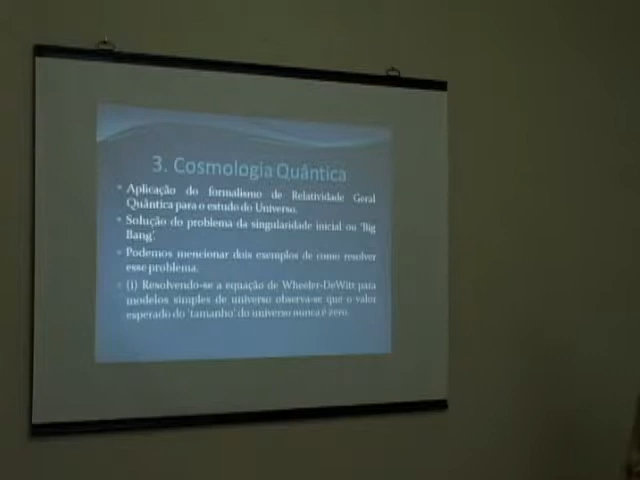 3. Cosmologia Quântica
Aplicação do formalismo de Relatividade Geral
Quântica para o estudo do Universo.
Solução do problema da singularidade inicial ou 'Big
Bang'.
Podemos mencionar dois exemplos de como resolver
esse problema.
(i) Resolvendo-se a equação de Wheeler-DeWitt para
modelos simples de universo observa-se que o valor
esperado do 'tamanho' do universo nunca é zero.